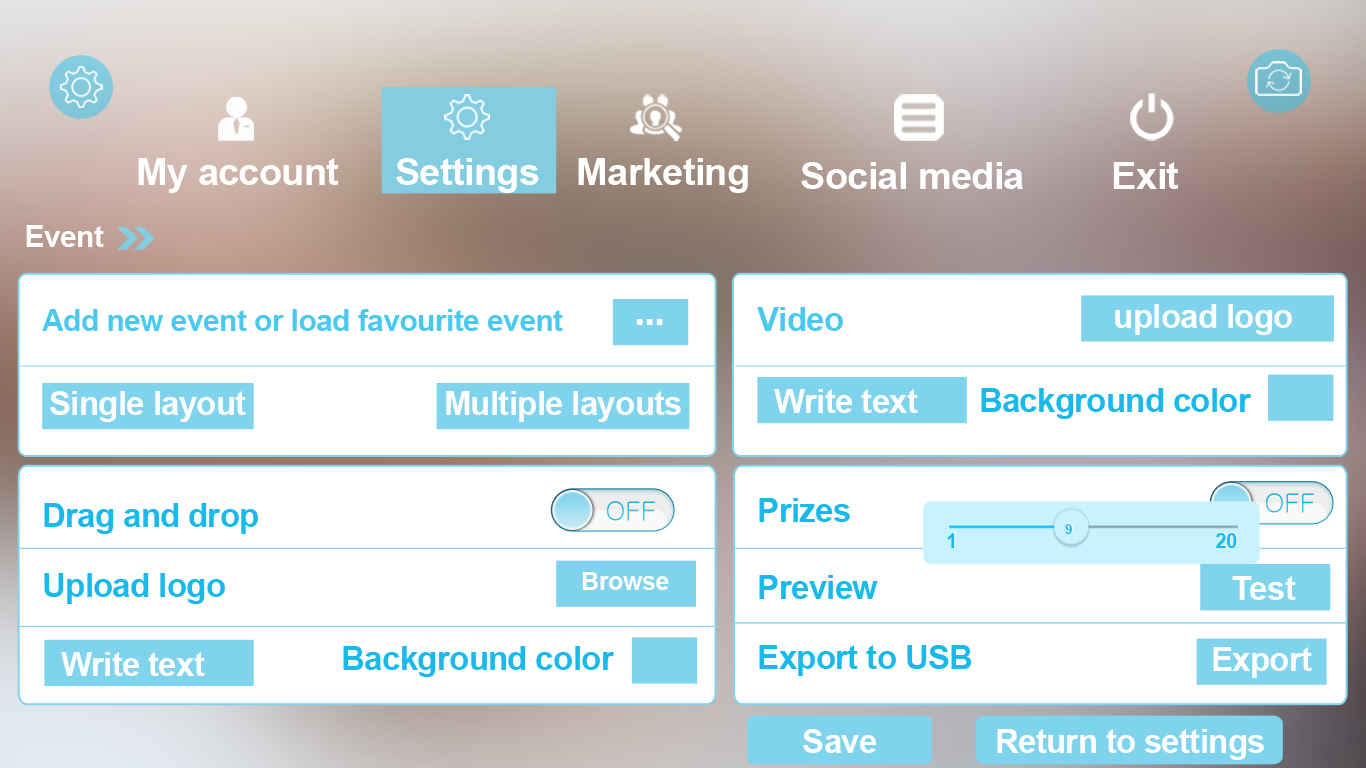 My account
Settings
Marketing
Social media
Exit
Event
Add new event or load favourite event
...
Single layout
Multiple layouts
Video
upload logo
Write text
Background color
Drag and drop
OFF
Upload logo
Browse
Write text
Background color
Prizes
OFF
9
1
20
Preview
Test
Export to USB
Export
Save
Return to settings